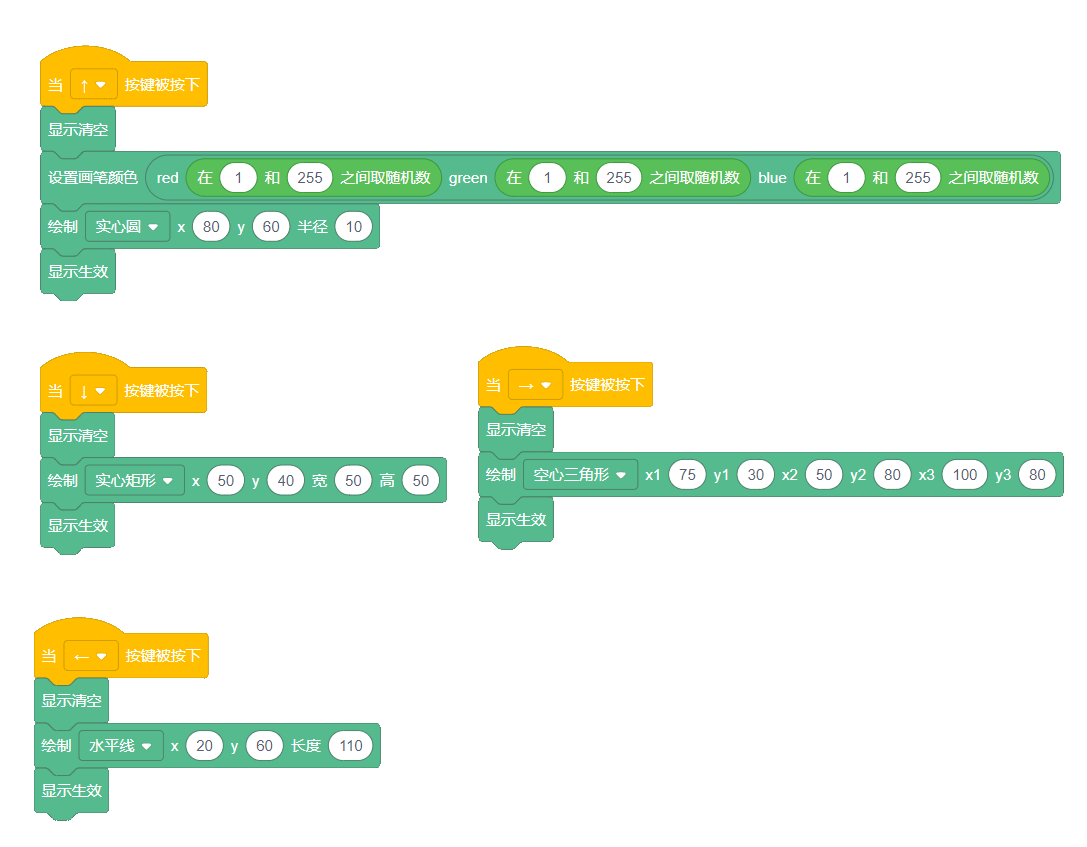 当 ↑ 按键被按下
显示清空
设置画笔颜色 red 在 1 和 255 之间取随机数 green 在 1 和 255 之间取随机数 blue 在 1 和 255 之间取随机数
绘制 实心圆 x 80 y 60 半径 10
显示生效
当 ↓ 按键被按下
显示清空
绘制 实心矩形 x 50 y 40 宽 50 高 50
显示生效
当 → 按键被按下
显示清空
绘制 空心三角形 x1 75 y1 30 x2 50 y2 80 x3 100 y3 80
显示生效
当 ← 按键被按下
显示清空
绘制 水平线 x 20 y 60 长度 110
显示生效